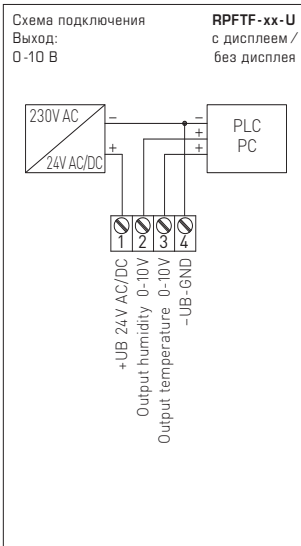 Схема подключения
Выход:
0-10 В
RPFTF-xx-U
с дисплеем /
без дисплея
230V AC
24V AC/DC
–
+
–
+
+
PLC
PC
1 2 3 4
+UB 24V AC/DC
Output humidity 0-10V
Output temperature 0-10V
–UB-GND